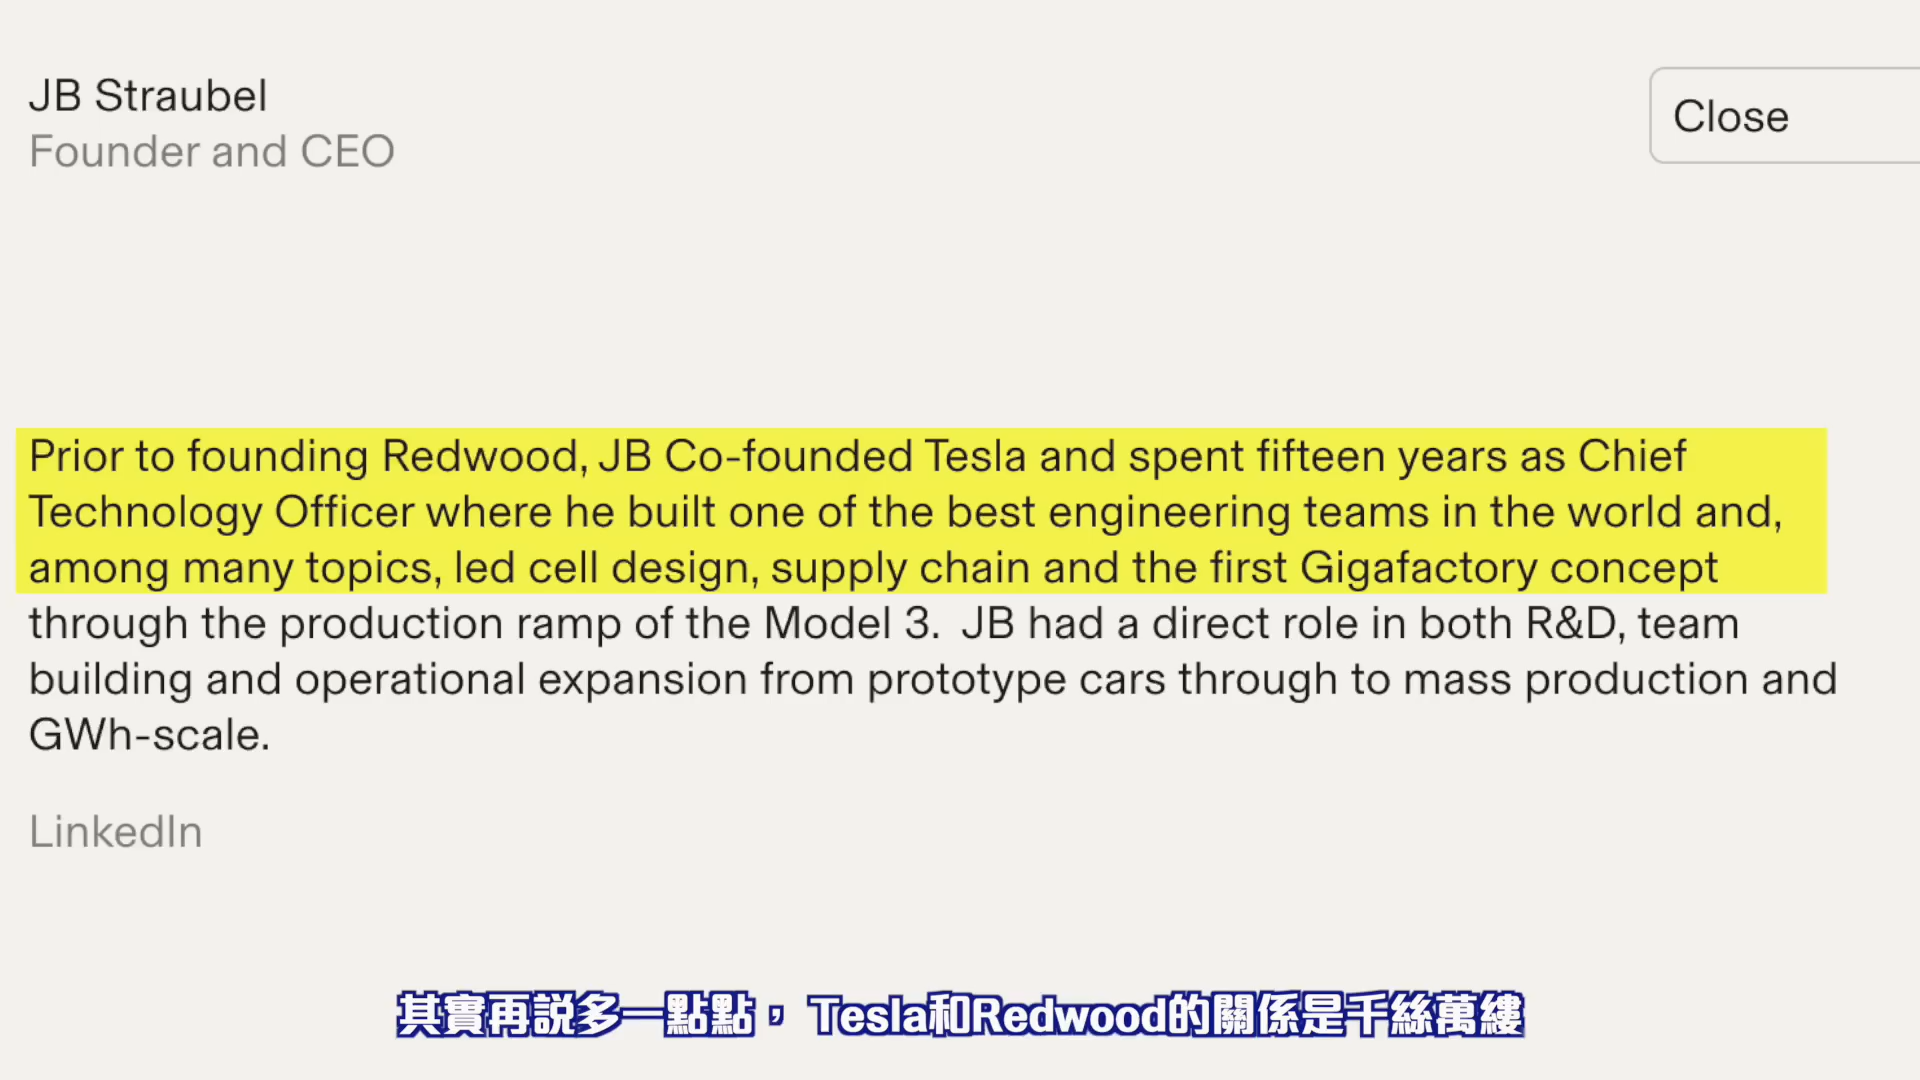 JB Straubel
Founder and CEO
Close
Prior to founding Redwood, JB Co-founded Tesla and spent fifteen years as Chief
Technology Officer where he built one of the best engineering teams in the world and,
among many topics, led cell design, supply chain and the first Gigafactory concept
through the production ramp of the Model 3.  JB had a direct role in both R&D, team
building and operational expansion from prototype cars through to mass production and
GWh-scale.
LinkedIn
其實再説多一點點，Tesla和Redwood的關係是千絲萬縷